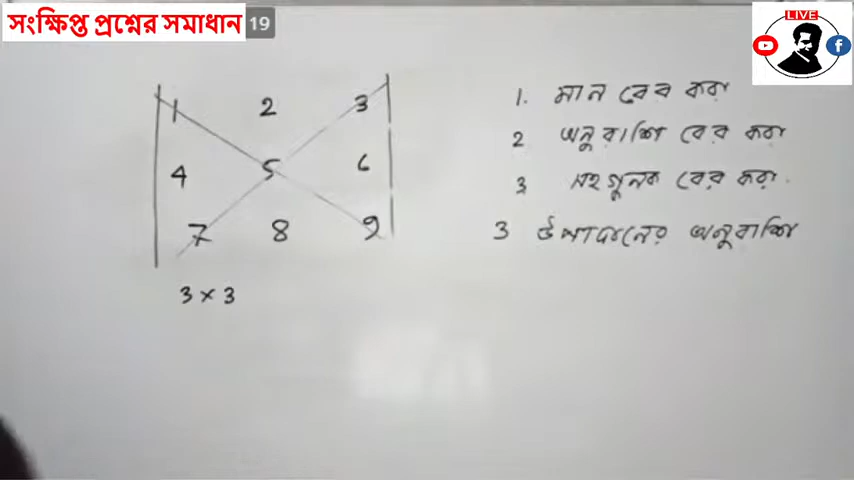 সংক্ষিপ্ত প্রশ্নের সমাধান 19
LIVE
1 2 3
4 5 6
7 8 9
3 × 3
1. মান বের করা
2 অনুরাশি বের করা
3 সহগুনক বের করা.
3 উপাদানের অনুরাশি